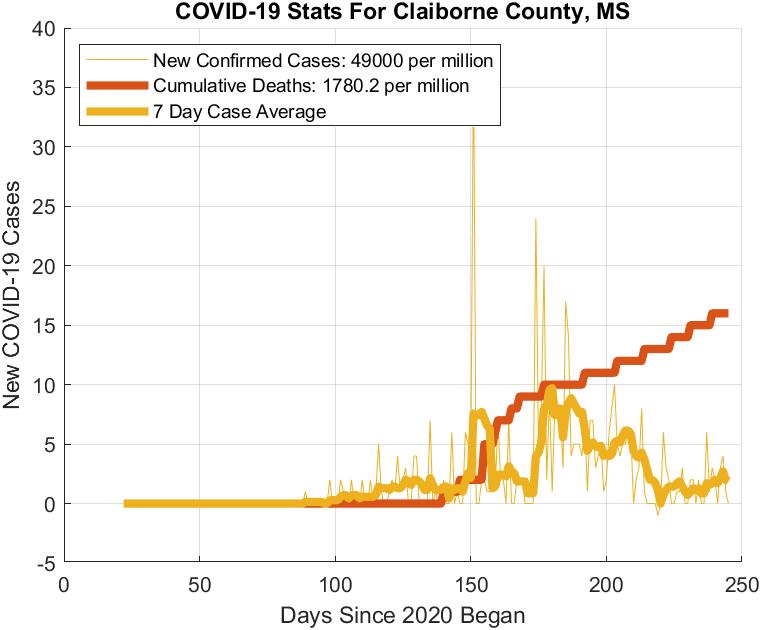 COVID-19 Stats For Claiborne County, MS
New Confirmed Cases: 49000 per million
Cumulative Deaths: 1780.2 per million
7 Day Case Average
New COVID-19 Cases
40
35
30
25
20
15
10
5
0
-5
0 50 100 150 200 250
Days Since 2020 Began